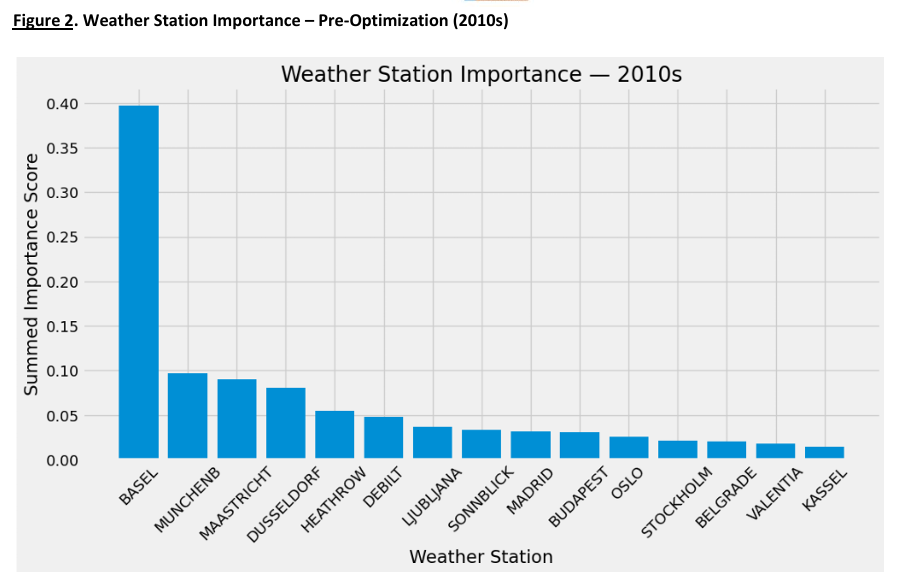 Figure 2. Weather Station Importance – Pre-Optimization (2010s)
Weather Station Importance — 2010s
Summed Importance Score
0.40
0.35
0.30
0.25
0.20
0.15
0.10
0.05
0.00
BASEL
MUNCHENB
MAASTRICHT
DUSSELDORF
HEATHROW
DEBILT
LJUBLJANA
SONNBLICK
MADRID
BUDAPEST
OSLO
STOCKHOLM
BELGRADE
VALENTIA
KASSEL
Weather Station